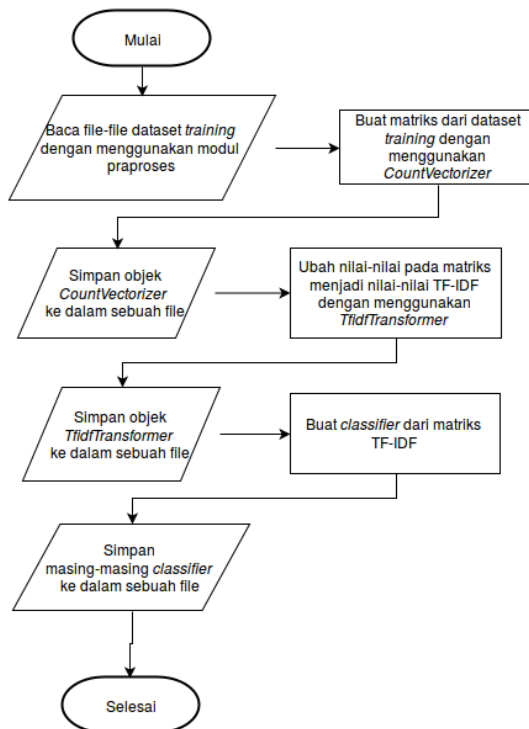 Mulai
Baca file-file dataset training
dengan menggunakan modul
praproses
Buat matriks dari dataset
training dengan
menggunakan
CountVectorizer
Simpan objek
CountVectorizer
ke dalam sebuah file
Ubah nilai-nilai pada matriks
menjadi nilai-nilai TF-IDF
dengan menggunakan
TfidfTransformer
Simpan objek
TfidfTransformer
ke dalam sebuah file
Buat classifier dari matriks
TF-IDF
Simpan
masing-masing classifier
ke dalam sebuah file
Selesai